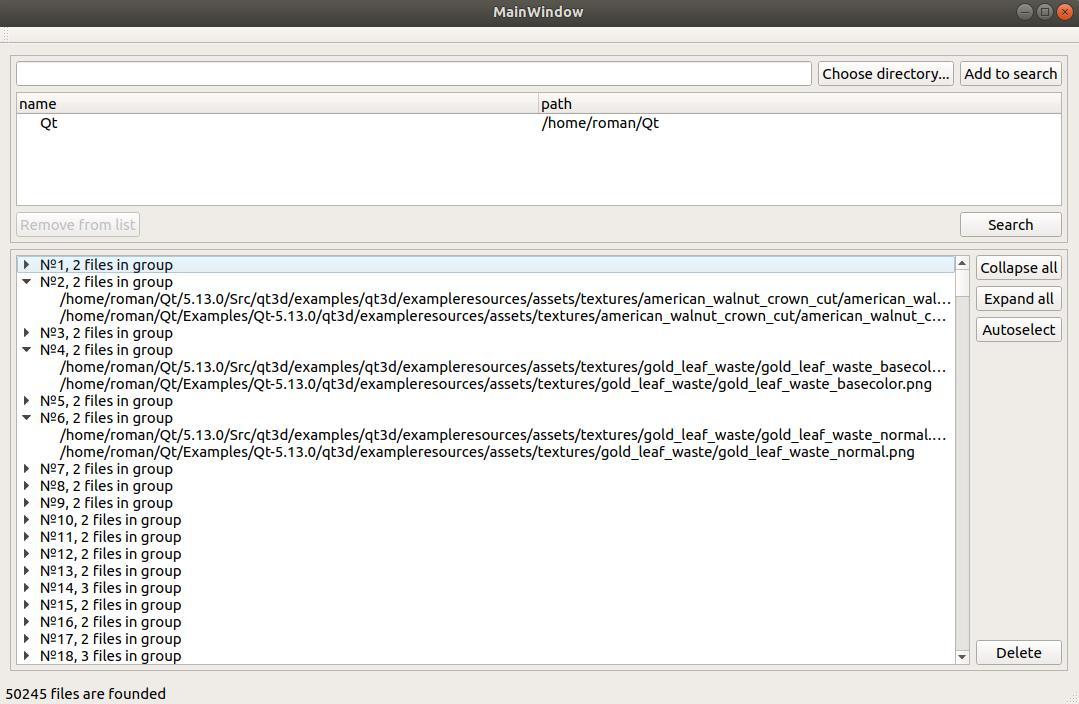 MainWindow
Choose directory... Add to search
name path
Qt /home/roman/Qt
Remove from list Search
№1, 2 files in group Collapse all
№2, 2 files in group
/home/roman/Qt/5.13.0/Src/qt3d/examples/qt3d/exampleresources/assets/textures/american_walnut_crown_cut/american_wal... Expand all
/home/roman/Qt/Examples/Qt-5.13.0/qt3d/exampleresources/assets/textures/american_walnut_crown_cut/american_walnut_c...
№3, 2 files in group Autoselect
№4, 2 files in group
/home/roman/Qt/5.13.0/Src/qt3d/examples/qt3d/exampleresources/assets/textures/gold_leaf_waste/gold_leaf_waste_basecol...
/home/roman/Qt/Examples/Qt-5.13.0/qt3d/exampleresources/assets/textures/gold_leaf_waste/gold_leaf_waste_basecolor.png
№5, 2 files in group
№6, 2 files in group
/home/roman/Qt/5.13.0/Src/qt3d/examples/qt3d/exampleresources/assets/textures/gold_leaf_waste/gold_leaf_waste_normal....
/home/roman/Qt/Examples/Qt-5.13.0/qt3d/exampleresources/assets/textures/gold_leaf_waste/gold_leaf_waste_normal.png
№7, 2 files in group
№8, 2 files in group
№9, 2 files in group
№10, 2 files in group
№11, 2 files in group
№12, 2 files in group
№13, 2 files in group
№14, 3 files in group
№15, 2 files in group
№16, 2 files in group
№17, 2 files in group
№18, 3 files in group Delete
50245 files are founded